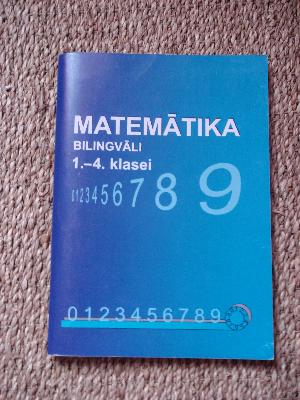 MATEMĀTIKA
BILINGVĀLI
1.–4. klasei
0123456789
0123456789